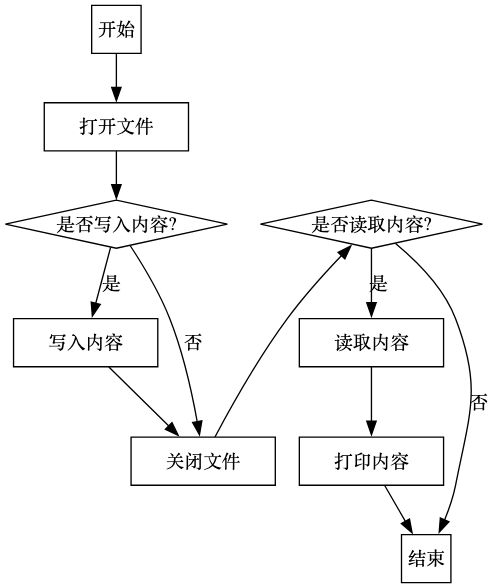 开始
打开文件
是否写入内容?
是
否
写入内容
关闭文件
是否读取内容?
是
否
读取内容
打印内容
结束